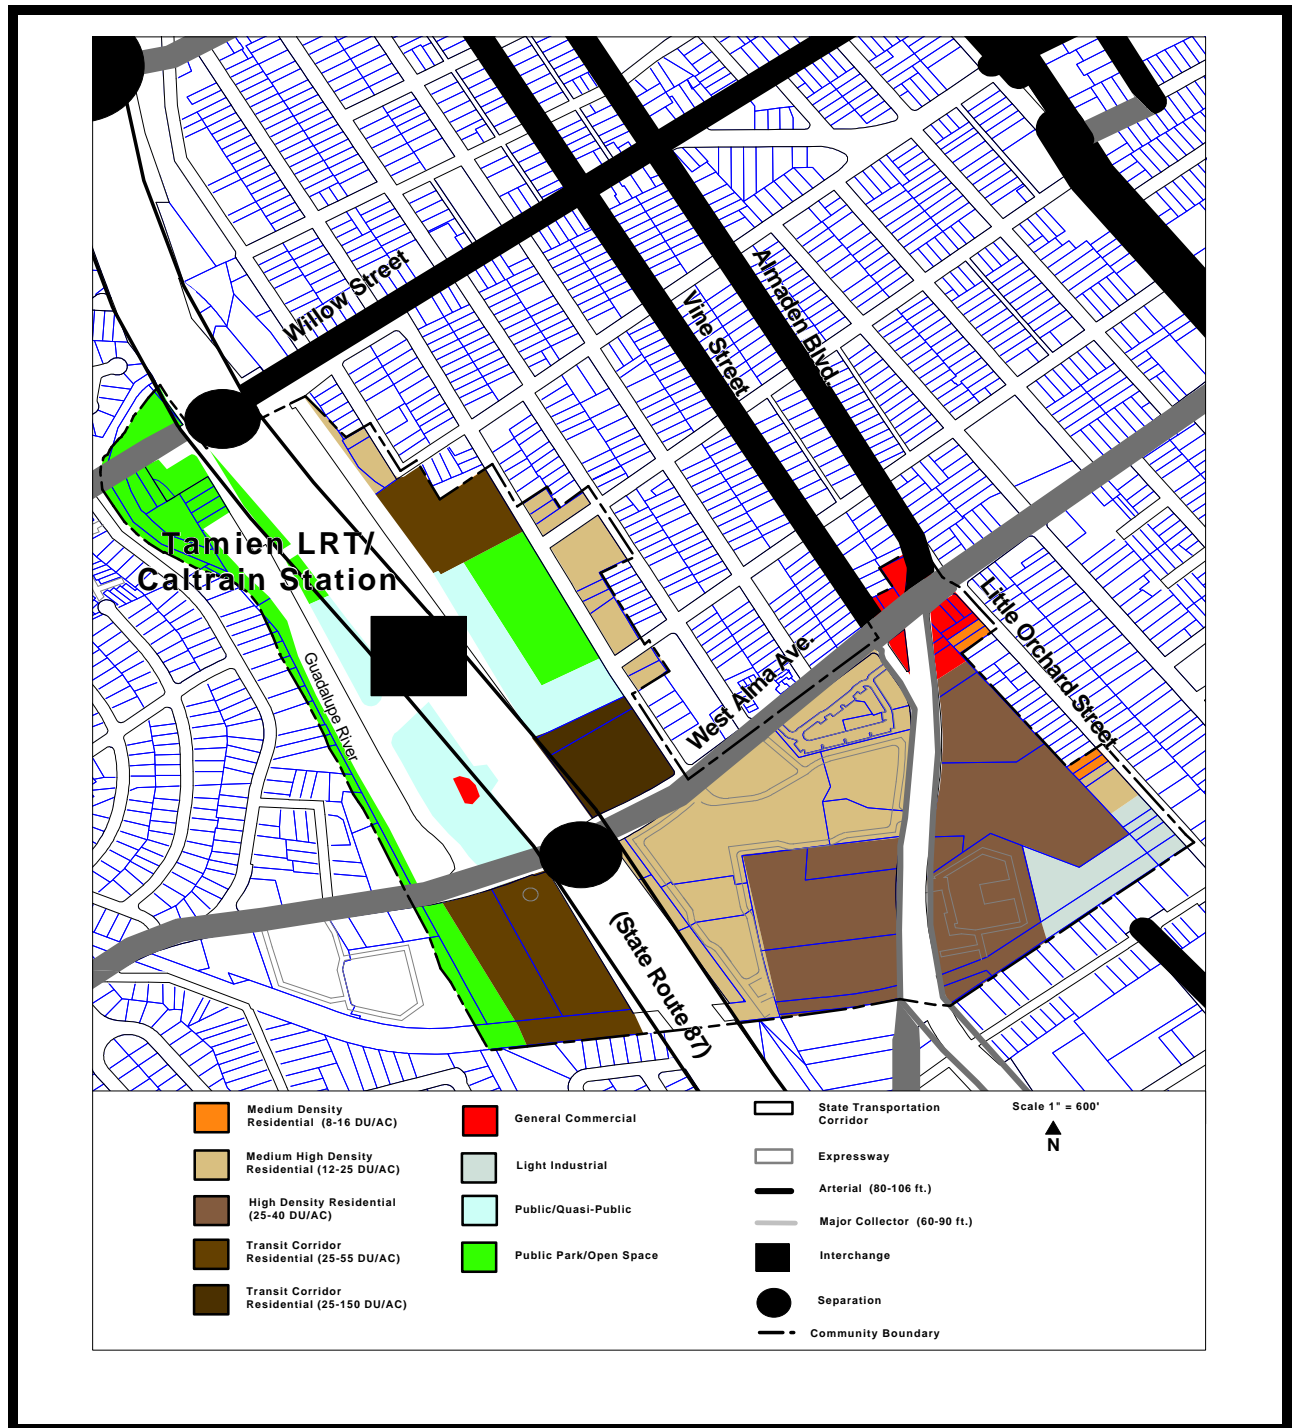 Willow Street
Almaden Blvd.
Vine Street
Tamien LRT/
Caltrain Station
Little Orchard Street
Guadalupe River
West Alma Ave.
(State Route 87)
Medium Density
Residential (8-16 DU/AC)
Medium High Density
Residential (12-25 DU/AC)
High Density Residential
(25-40 DU/AC)
Transit Corridor
Residential (25-55 DU/AC)
Transit Corridor
Residential (25-150 DU/AC)
General Commercial
Light Industrial
Public/Quasi-Public
Public Park/Open Space
State Transportation
Corridor
Expressway
Arterial (80-106 ft.)
Major Collector (60-90 ft.)
Interchange
Separation
Community Boundary
Scale 1" = 600'
N